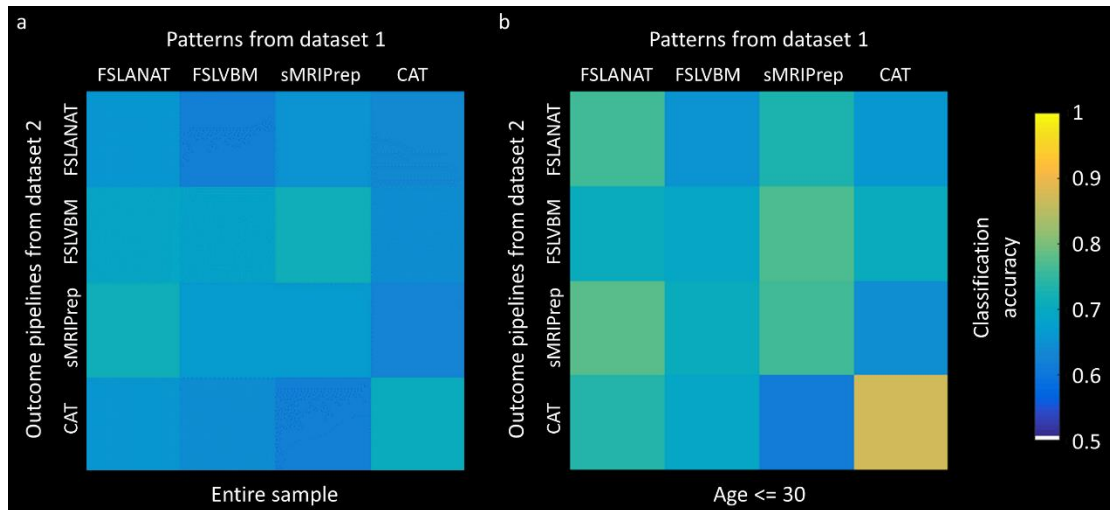 a
Patterns from dataset 1
FSLANAT FSLVBM sMRIPrep CAT
Outcome pipelines from dataset 2
FSLANAT
FSLVBM
sMRIPrep
CAT
Entire sample
b
Patterns from dataset 1
FSLANAT FSLVBM sMRIPrep CAT
Outcome pipelines from dataset 2
FSLANAT
FSLVBM
sMRIPrep
CAT
Age <= 30
Classification
accuracy
1
0.9
0.8
0.7
0.6
0.5